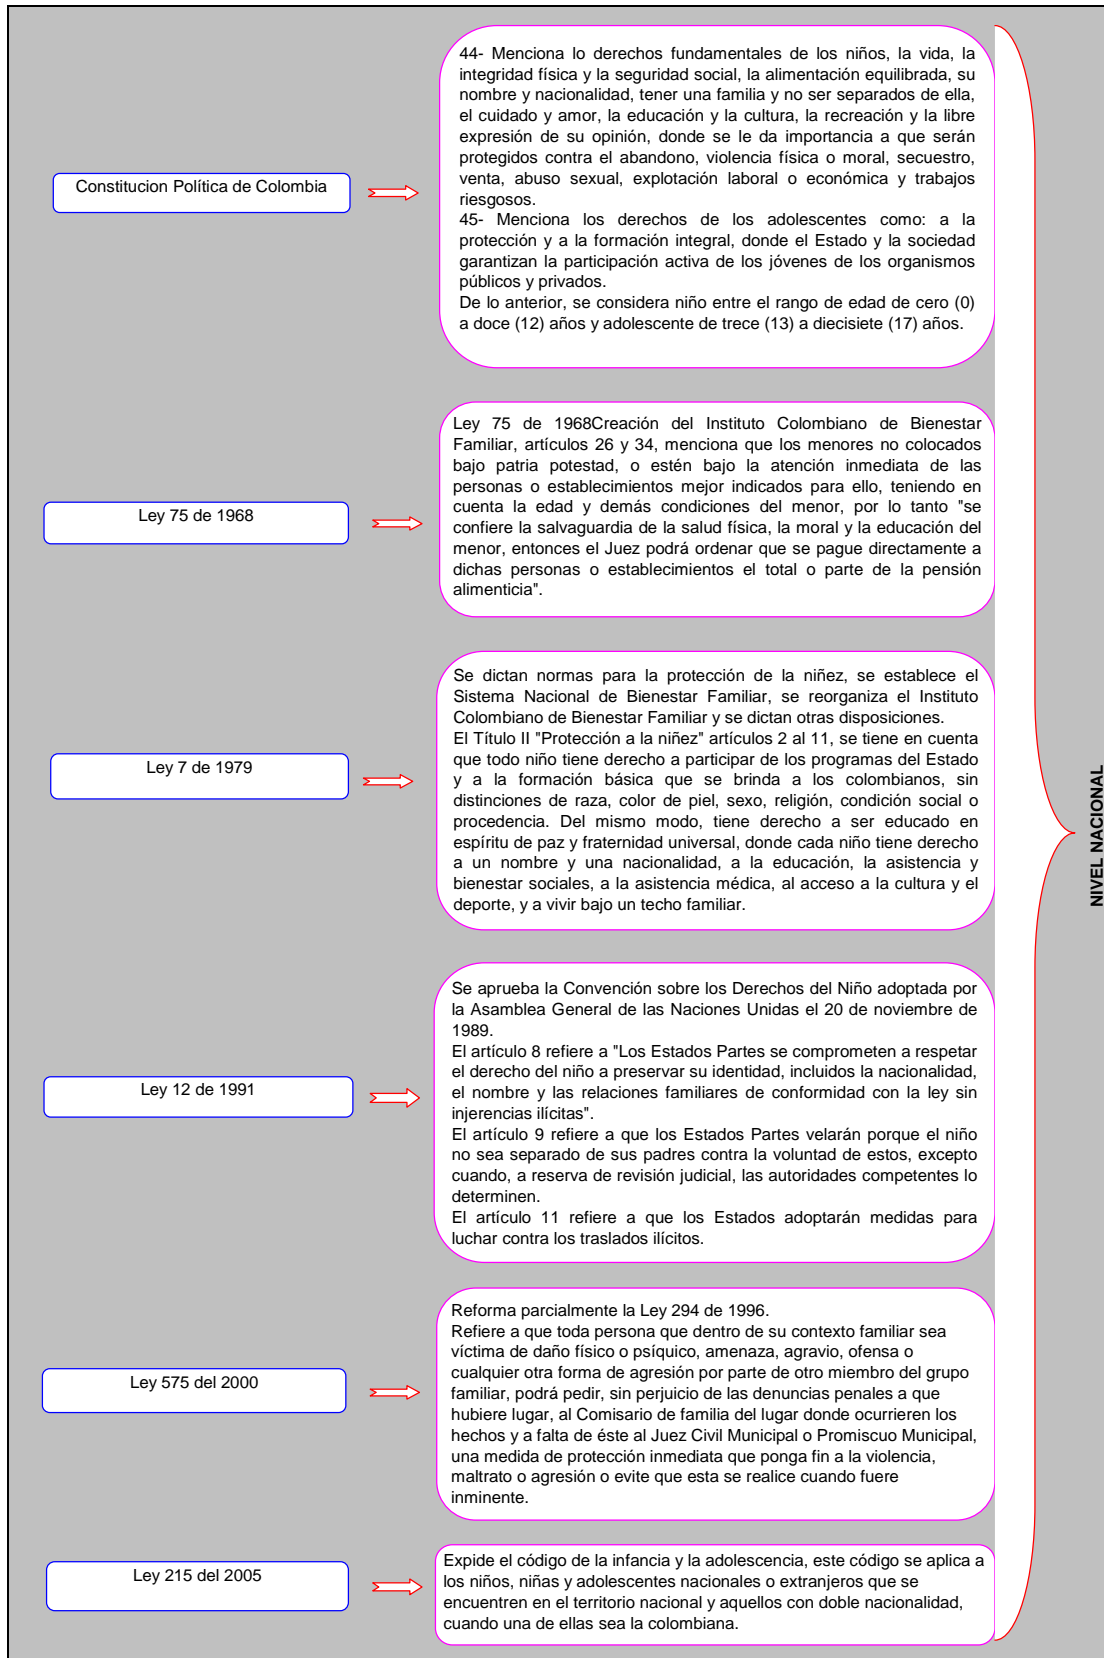 Constitucion Política de Colombia
44- Menciona lo derechos fundamentales de los niños, la vida, la
integridad física y la seguridad social, la alimentación equilibrada, su
nombre y nacionalidad, tener una familia y no ser separados de ella,
el cuidado y amor, la educación y la cultura, la recreación y la libre
expresión de su opinión, donde se le da importancia a que serán
protegidos contra el abandono, violencia física o moral, secuestro,
venta, abuso sexual, explotación laboral o económica y trabajos
riesgosos.
45- Menciona los derechos de los adolescentes como: a la
protección y a la formación integral, donde el Estado y la sociedad
garantizan la participación activa de los jóvenes de los organismos
públicos y privados.
De lo anterior, se considera niño entre el rango de edad de cero (0)
a doce (12) años y adolescente de trece (13) a diecisiete (17) años.
Ley 75 de 1968
Ley 75 de 1968Creación del Instituto Colombiano de Bienestar
Familiar, artículos 26 y 34, menciona que los menores no colocados
bajo patria potestad, o estén bajo la atención inmediata de las
personas o establecimientos mejor indicados para ello, teniendo en
cuenta la edad y demás condiciones del menor, por lo tanto "se
confiere la salvaguardia de la salud física, la moral y la educación del
menor, entonces el Juez podrá ordenar que se pague directamente a
dichas personas o establecimientos el total o parte de la pensión
alimenticia".
Ley 7 de 1979
Se dictan normas para la protección de la niñez, se establece el
Sistema Nacional de Bienestar Familiar, se reorganiza el Instituto
Colombiano de Bienestar Familiar y se dictan otras disposiciones.
El Título II "Protección a la niñez" artículos 2 al 11, se tiene en cuenta
que todo niño tiene derecho a participar de los programas del Estado
y a la formación básica que se brinda a los colombianos, sin
distinciones de raza, color de piel, sexo, religión, condición social o
procedencia. Del mismo modo, tiene derecho a ser educado en
espíritu de paz y fraternidad universal, donde cada niño tiene derecho
a un nombre y una nacionalidad, a la educación, la asistencia y
bienestar sociales, a la asistencia médica, al acceso a la cultura y el
deporte, y a vivir bajo un techo familiar.
Ley 12 de 1991
Se aprueba la Convención sobre los Derechos del Niño adoptada por
la Asamblea General de las Naciones Unidas el 20 de noviembre de
1989.
El artículo 8 refiere a "Los Estados Partes se comprometen a respetar
el derecho del niño a preservar su identidad, incluidos la nacionalidad,
el nombre y las relaciones familiares de conformidad con la ley sin
injerencias ilícitas".
El artículo 9 refiere a que los Estados Partes velarán porque el niño
no sea separado de sus padres contra la voluntad de estos, excepto
cuando, a reserva de revisión judicial, las autoridades competentes lo
determinen.
El artículo 11 refiere a que los Estados adoptarán medidas para
luchar contra los traslados ilícitos.
Ley 575 del 2000
Reforma parcialmente la Ley 294 de 1996.
Refiere a que toda persona que dentro de su contexto familiar sea
víctima de daño físico o psíquico, amenaza, agravio, ofensa o
cualquier otra forma de agresión por parte de otro miembro del grupo
familiar, podrá pedir, sin perjuicio de las denuncias penales a que
hubiere lugar, al Comisario de familia del lugar donde ocurrieren los
hechos y a falta de éste al Juez Civil Municipal o Promiscuo Municipal,
una medida de protección inmediata que ponga fin a la violencia,
maltrato o agresión o evite que esta se realice cuando fuere
inminente.
Ley 215 del 2005
Expide el código de la infancia y la adolescencia, este código se aplica a
los niños, niñas y adolescentes nacionales o extranjeros que se
encuentren en el territorio nacional y aquellos con doble nacionalidad,
cuando una de ellas sea la colombiana.
NIVEL NACIONAL